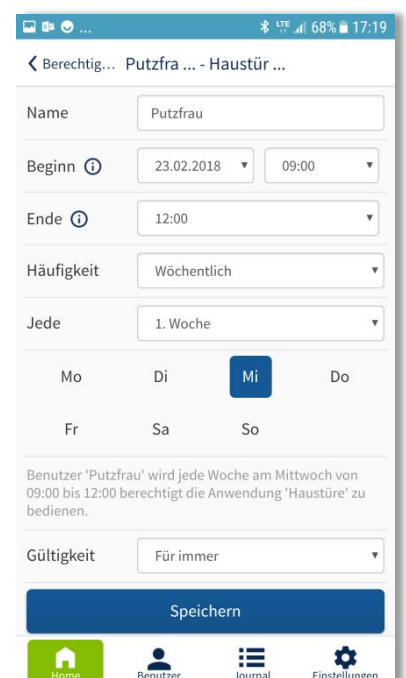 ... LTE 68% 17:19
Berechtig... Putzfra ... - Haustür ...
Name Putzfrau
Beginn 23.02.2018 09:00
Ende 12:00
Häufigkeit Wöchentlich
Jede 1. Woche
Mo Di Mi Do
Fr Sa So
Benutzer 'Putzfrau' wird jede Woche am Mittwoch von
09:00 bis 12:00 berechtigt die Anwendung 'Haustüre' zu
bedienen.
Gültigkeit Für immer
Speichern
Home Benutzer Journal Einstellungen